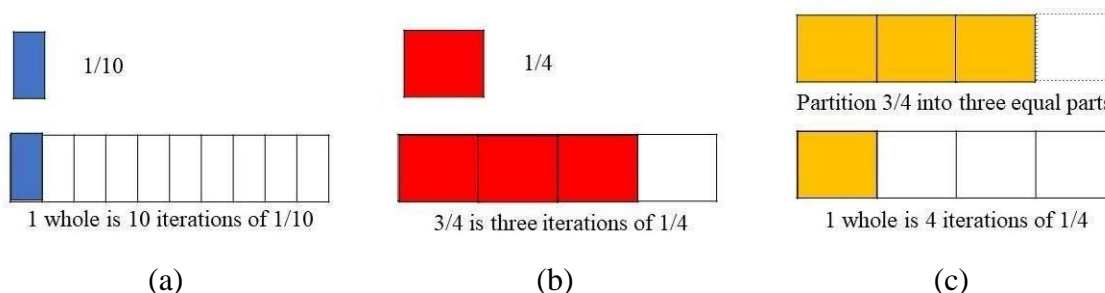 1/10
1 whole is 10 iterations of 1/10
(a)
1/4
3/4 is three iterations of 1/4
(b)
Partition 3/4 into three equal parts
1 whole is 4 iterations of 1/4
(c)